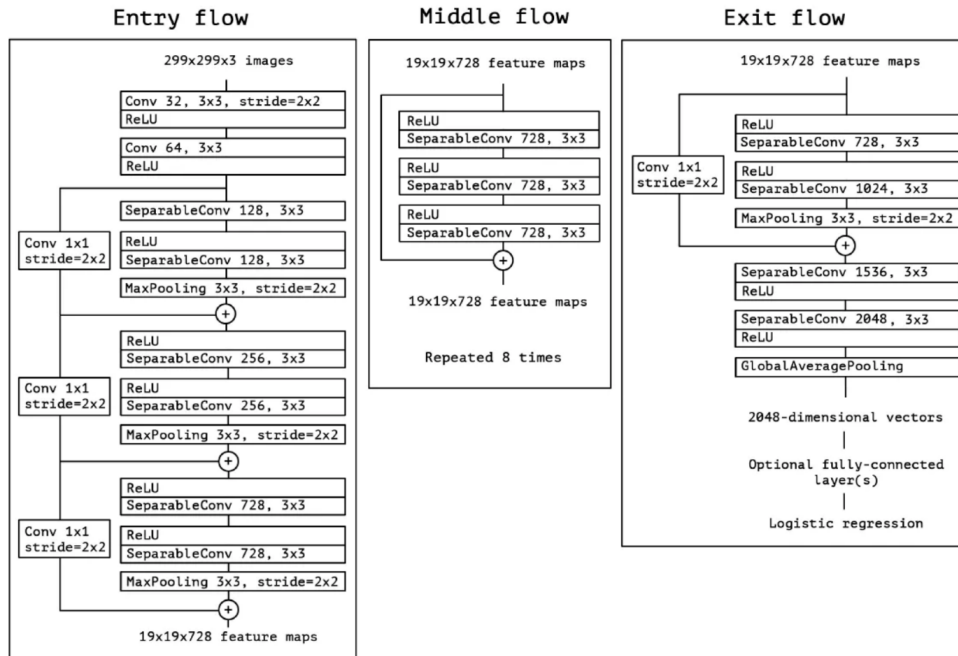 Entry flow
299x299x3 images
Conv 32, 3x3, stride=2x2
ReLU
Conv 64, 3x3
ReLU
SeparableConv 128, 3x3
Conv 1x1
stride=2x2
ReLU
SeparableConv 128, 3x3
MaxPooling 3x3, stride=2x2
+
ReLU
SeparableConv 256, 3x3
Conv 1x1
stride=2x2
ReLU
SeparableConv 256, 3x3
MaxPooling 3x3, stride=2x2
+
ReLU
SeparableConv 728, 3x3
Conv 1x1
stride=2x2
ReLU
SeparableConv 728, 3x3
MaxPooling 3x3, stride=2x2
+
19x19x728 feature maps
Middle flow
19x19x728 feature maps
ReLU
SeparableConv 728, 3x3
ReLU
SeparableConv 728, 3x3
ReLU
SeparableConv 728, 3x3
+
19x19x728 feature maps
Repeated 8 times
Exit flow
19x19x728 feature maps
ReLU
SeparableConv 728, 3x3
Conv 1x1
stride=2x2
ReLU
SeparableConv 1024, 3x3
MaxPooling 3x3, stride=2x2
+
SeparableConv 1536, 3x3
ReLU
SeparableConv 2048, 3x3
ReLU
GlobalAveragePooling
2048-dimensional vectors
Optional fully-connected
layer(s)
Logistic regression